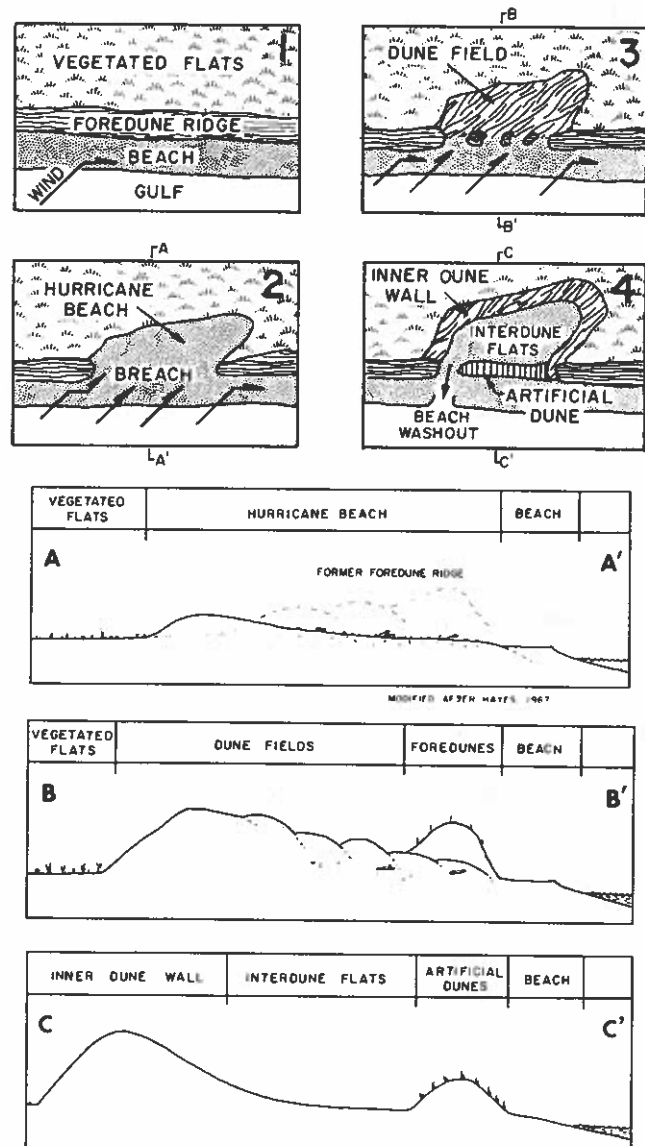 1
VEGETATED FLATS
FOREDUNE RIDGE
BEACH
WIND
GULF
B
3
DUNE FIELD
B'
A
2
HURRICANE
BEACH
BREACH
A'
C
4
INNER DUNE
WALL
INTERDUNE
FLATS
ARTIFICIAL
DUNE
BEACH
WASHOUT
C'
VEGETATED
FLATS
HURRICANE BEACH
BEACH
A
A'
FORMER FOREDUNE RIDGE
MODIFIED AFTER HAYES, 1967
VEGETATED
FLATS
DUNE FIELDS
FOREDUNES
BEACH
B
B'
INNER DUNE WALL
INTERDUNE FLATS
ARTIFICIAL
DUNES
BEACH
C
C'